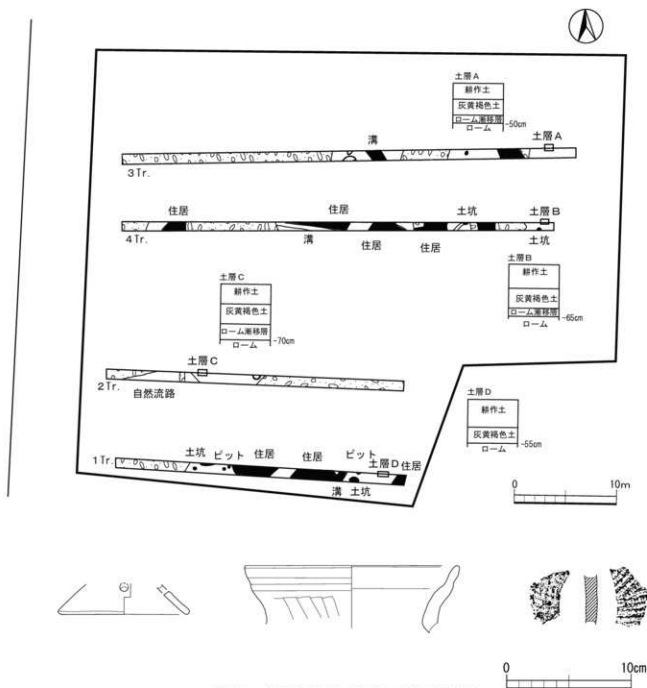 土層A
耕作土
灰黄褐色土
ローム漸移層
ローム
-50cm
溝
土層A
3Tr.
住居
住居
土坑
土層B
4Tr.
溝
住居
住居
土坑
土層B
耕作土
灰黄褐色土
ローム漸移層
ローム
-65cm
土層C
耕作土
灰黄褐色土
ローム漸移層
ローム
-70cm
土層C
2Tr.
自然流路
土層D
耕作土
灰黄褐色土
ローム
-55cm
土坑
ピット
住居
住居
ピット
土層D
住居
1Tr.
溝
土坑
0
10m
0
10cm